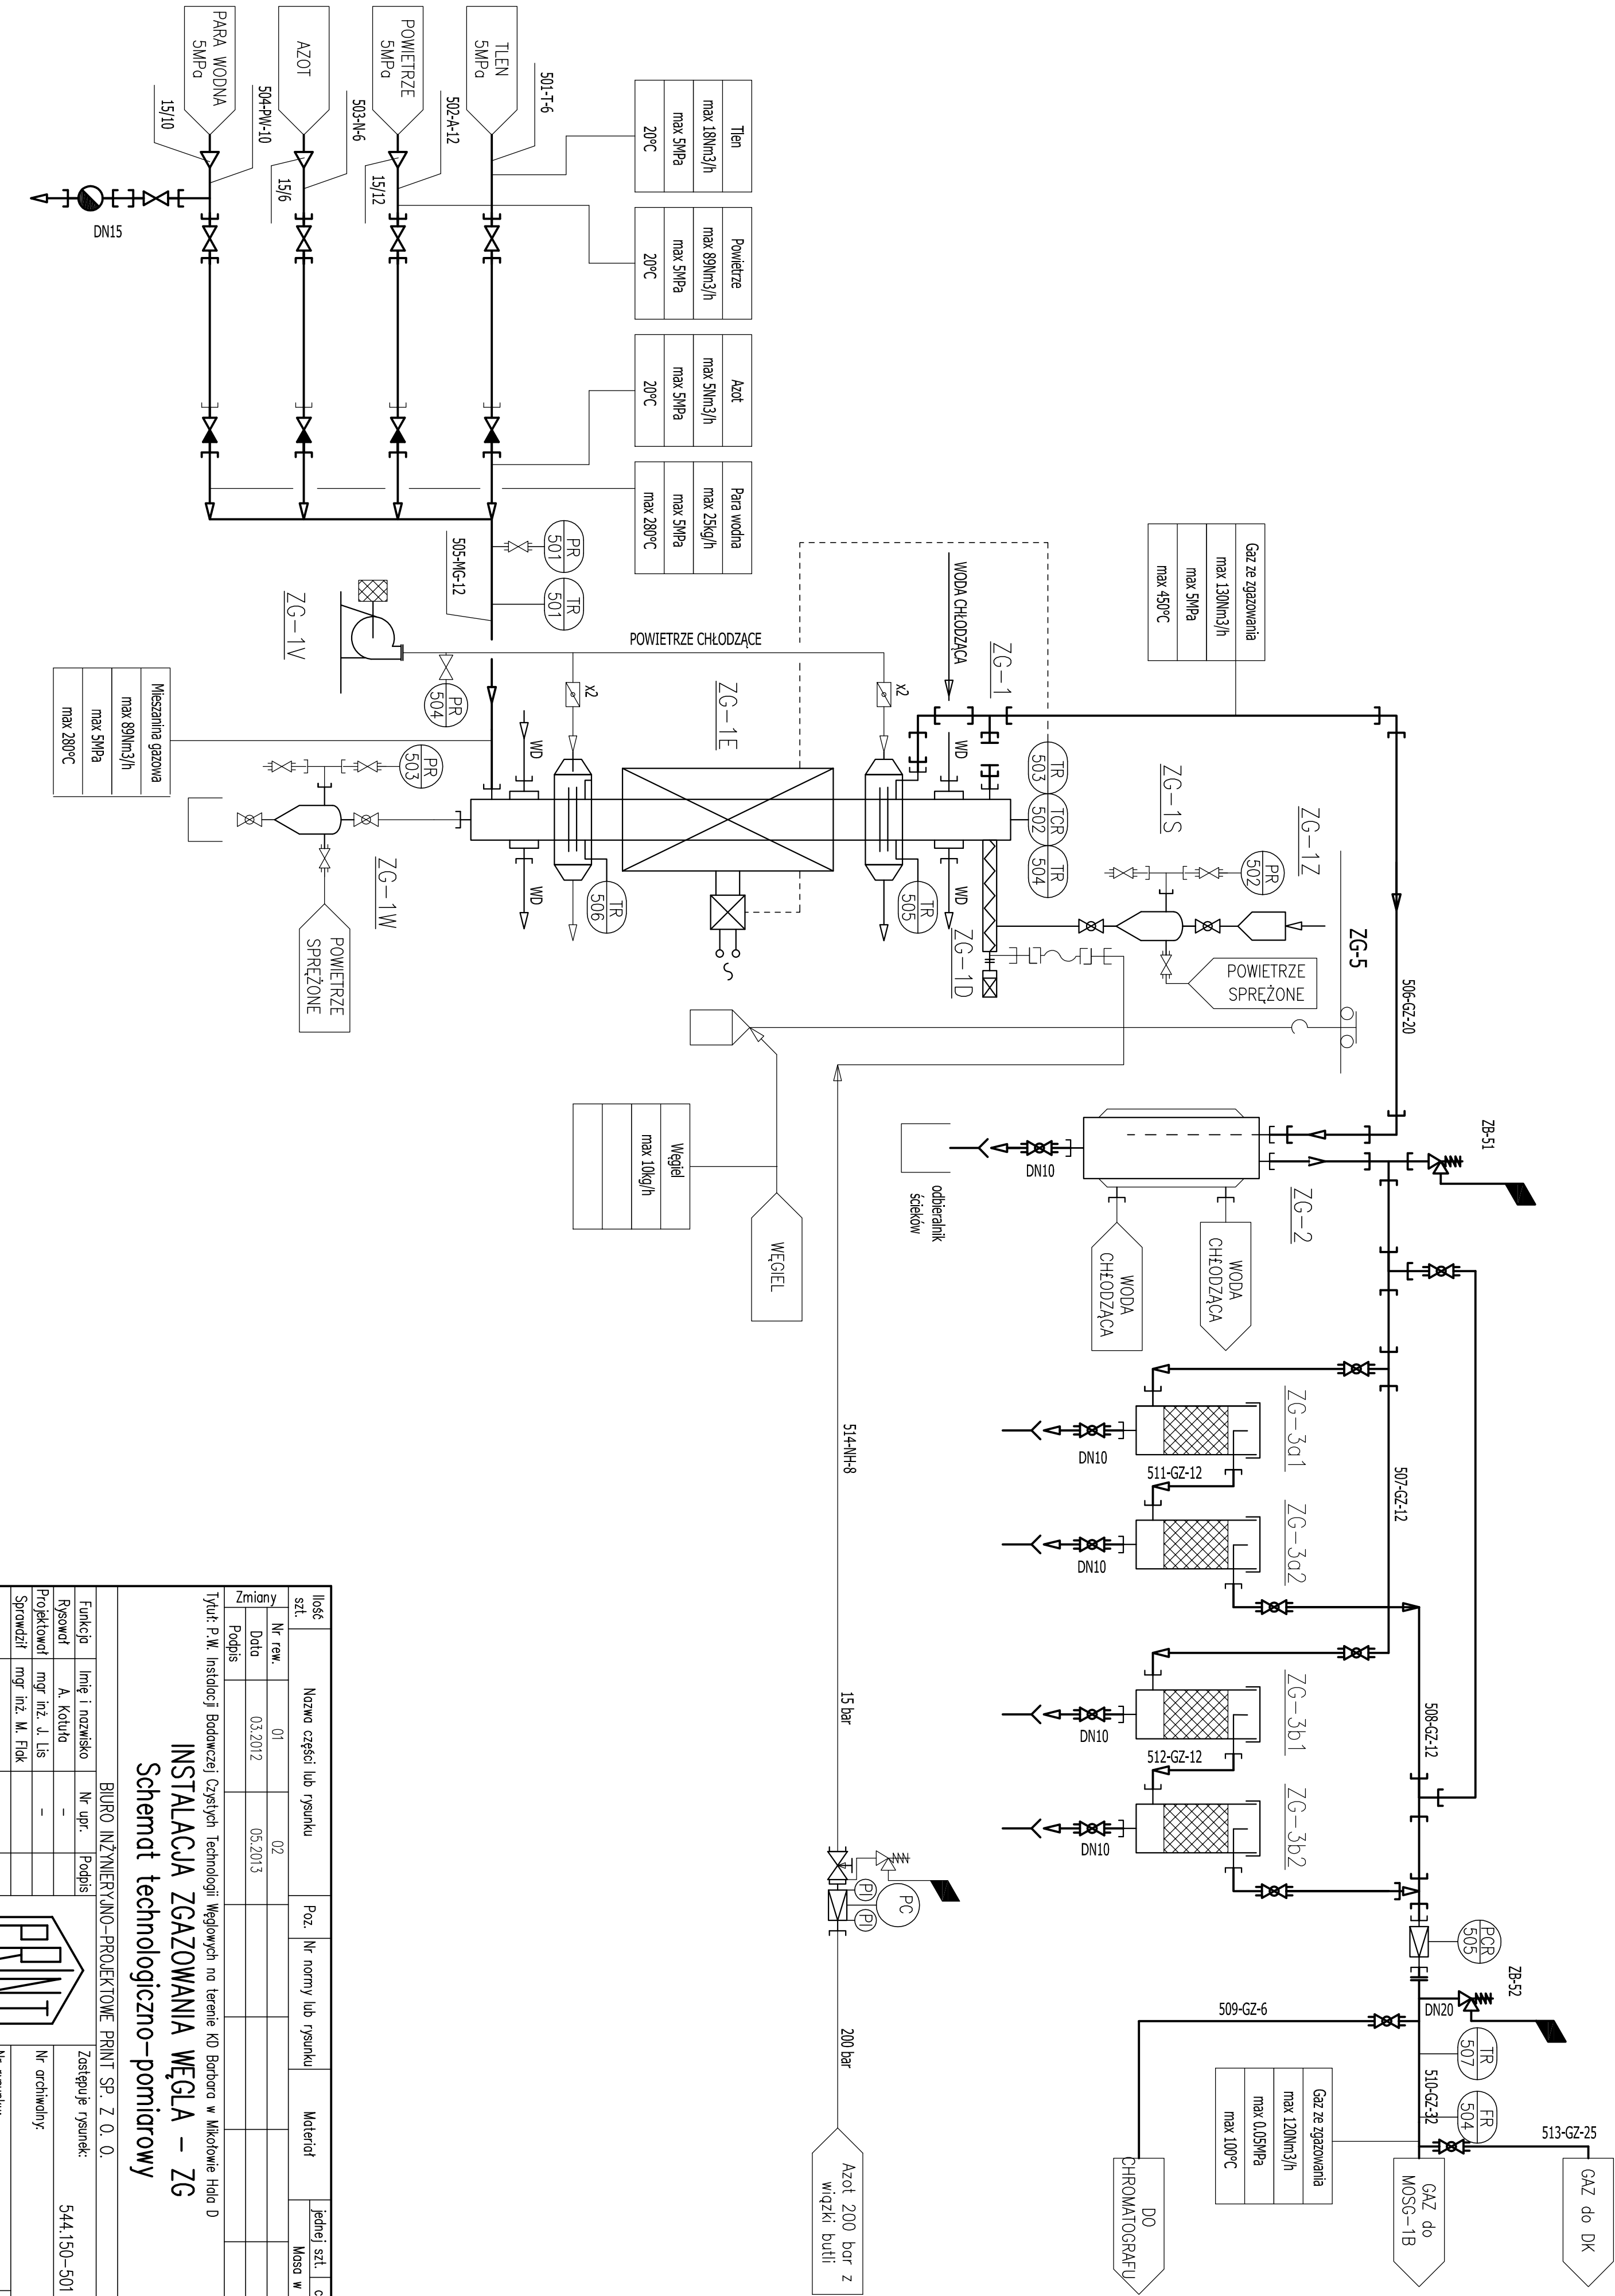 TLEN
5MPa
POWIETRZE
5MPa
AZOT
PARA WODNA
5MPa
501-T-6
502-A-12
503-N-6
504-PW-10
15/12
15/6
15/10
DN15
Tlen
max 18Nm3/h
max 5MPa
20°C
Powietrze
max 89Nm3/h
max 5MPa
20°C
Azot
max 5Nm3/h
max 5MPa
20°C
Para wodna
max 25kg/h
max 5MPa
max 280°C
PR
501
TR
501
505-MG-12
ZG-1V
PR
504
POWIETRZE CHŁODZĄCE
Mieszanina gazowa
max 89Nm3/h
max 5MPa
max 280°C
PR
503
x2
x2
WD
WD
WD
WD
WODA CHŁODZĄCA
ZG-1
ZG-1E
ZG-1W
POWIETRZE
SPRĘŻONE
TR
506
TR
505
TR
503
TCR
502
TR
504
ZG-1D
ZG-1S
ZG-1Z
PR
502
POWIETRZE
SPRĘŻONE
ZG-5
Gaz ze zgazowania
max 130Nm3/h
max 5MPa
max 450°C
506-GZ-20
ZB-51
ZG-2
WODA
CHŁODZĄCA
WODA
CHŁODZĄCA
DN10
odbieralnik
ścieków
Węgiel
max 10kg/h
WĘGIEL
ZG-3a1
DN10
511-GZ-12
ZG-3a2
DN10
507-GZ-12
ZG-3b1
DN10
512-GZ-12
ZG-3b2
DN10
508-GZ-12
514-NH-8
15 bar
PI
PC
PI
200 bar
Azot 200 bar z
wiązki butli
PCR
505
ZB-52
DN20
TR
507
FR
504
509-GZ-6
510-GZ-32
513-GZ-25
Gaz ze zgazowania
max 120Nm3/h
max 0.05MPa
max 100°C
DO
CHROMATOGRAFU
GAZ do
MOSG-1B
GAZ do DK
Ilość
szt.
Nazwa części lub rysunku
Poz.
Nr normy lub rysunku
Materiał
jednej szt.
Masa w
Zmiany
Nr rew.
01
02
Data
03.2012
05.2013
Podpis
Tytuł: P.W. Instalacji Badawczej Czystych Technologii Węglowych na terenie KD Barbara w Mikołowie Hala D
INSTALACJA ZGAZOWANIA WĘGLA – ZG
Schemat technologiczno-pomiarowy
BIURO INŻYNIERYJNO-PROJEKTOWE PRINT SP. Z O. O.
Funkcja
Imię i nazwisko
Nr upr.
Podpis
Rysował
A. Kotuła
–
Projektował
mgr inż. J. Lis
–
Sprawdził
mgr inż. M. Flak
PRINT
Zastępuje rysunek:
544.150-501
Nr archiwalny: